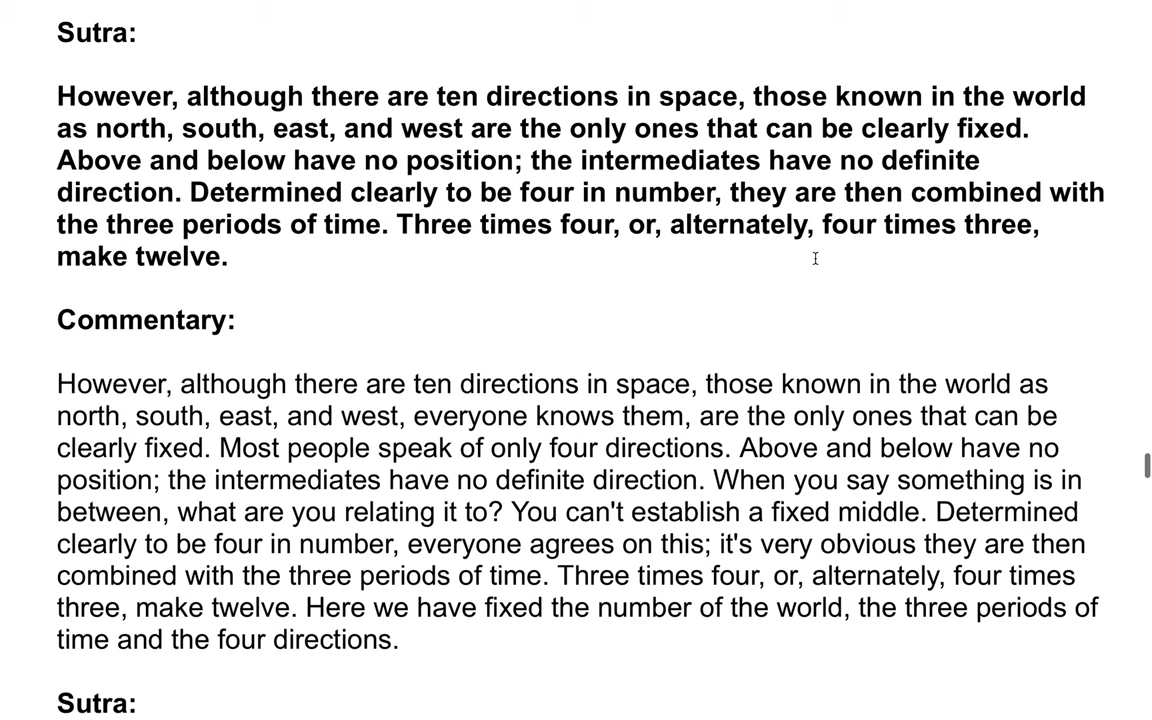 Sutra:
However, although there are ten directions in space, those known in the world
as north, south, east, and west are the only ones that can be clearly fixed.
Above and below have no position; the intermediates have no definite
direction. Determined clearly to be four in number, they are then combined with
the three periods of time. Three times four, or, alternately, four times three,
make twelve.
Commentary:
However, although there are ten directions in space, those known in the world as
north, south, east, and west, everyone knows them, are the only ones that can be
clearly fixed. Most people speak of only four directions. Above and below have no
position; the intermediates have no definite direction. When you say something is in
between, what are you relating it to? You can't establish a fixed middle. Determined
clearly to be four in number, everyone agrees on this; it's very obvious they are then
combined with the three periods of time. Three times four, or, alternately, four times
three, make twelve. Here we have fixed the number of the world, the three periods of
time and the four directions.
Sutra: